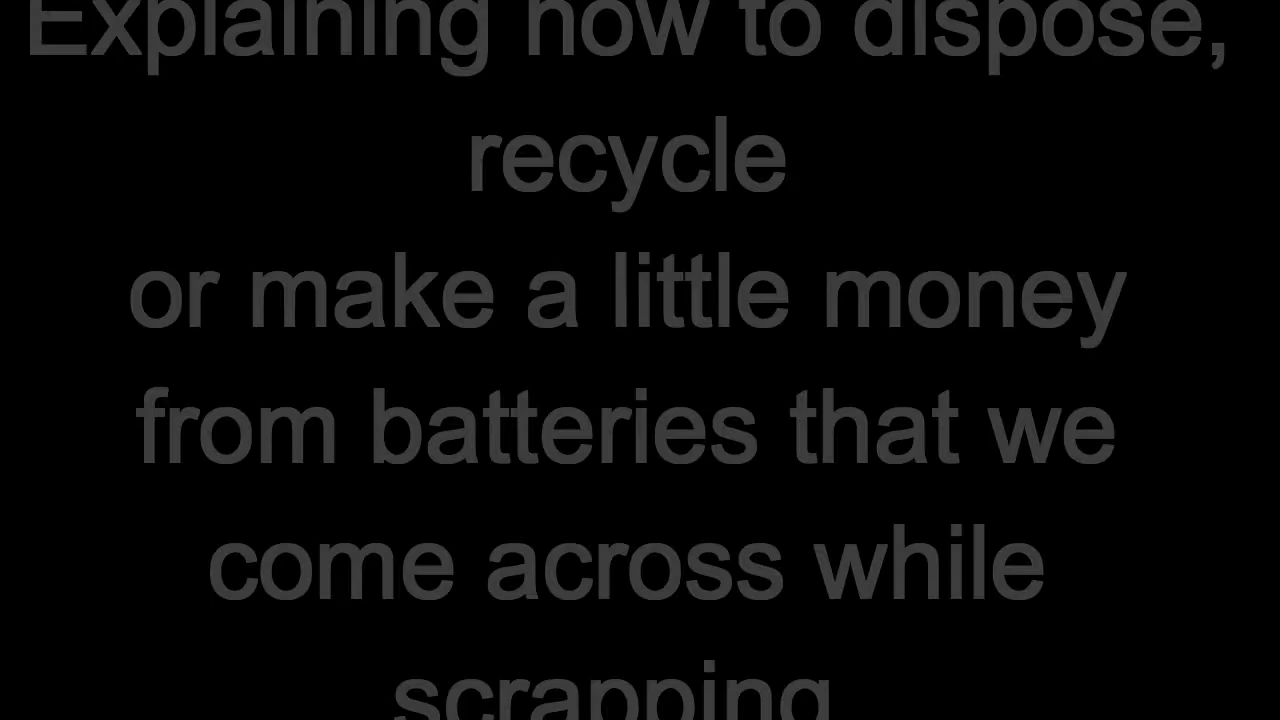 Explaining how to dispose,
recycle
or make a little money
from batteries that we
come across while
scrapping